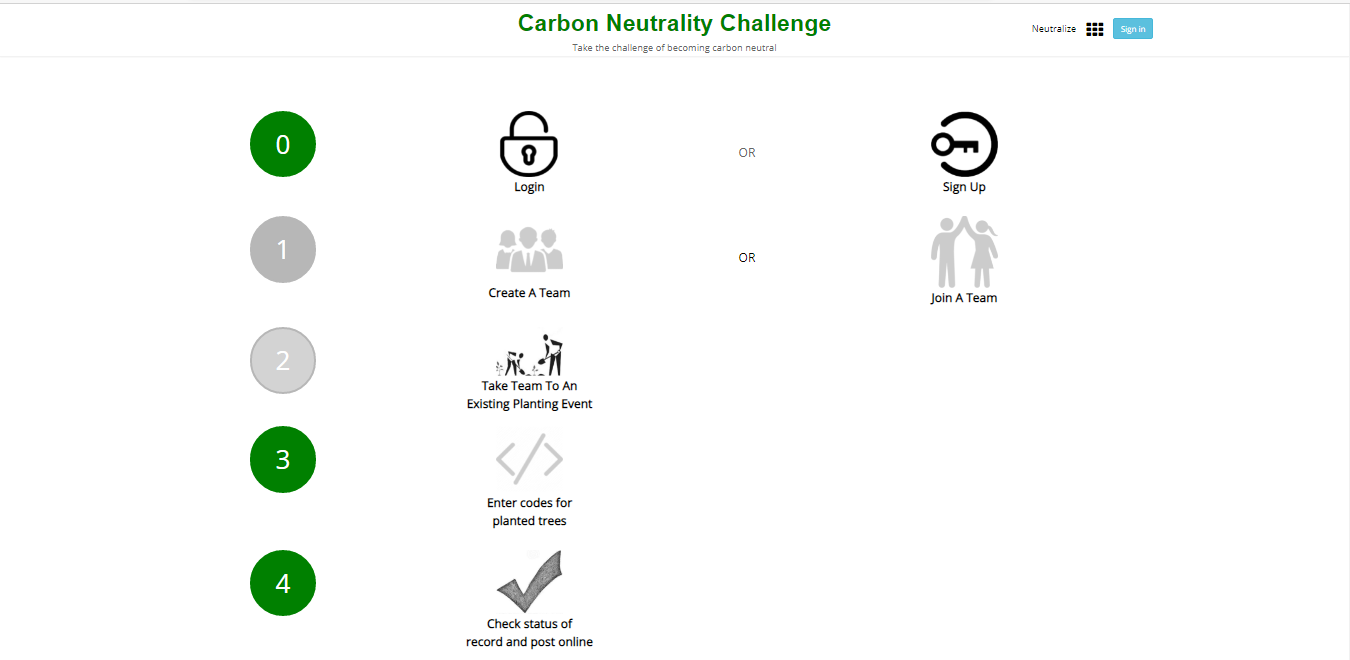 Carbon Neutrality Challenge
Take the challenge of becoming carbon neutral
Neutralize
Sign in
0
Login
OR
Sign Up
1
Create A Team
OR
Join A Team
2
Take Team To An
Existing Planting Event
3
Enter codes for
planted trees
4
Check status of
record and post online